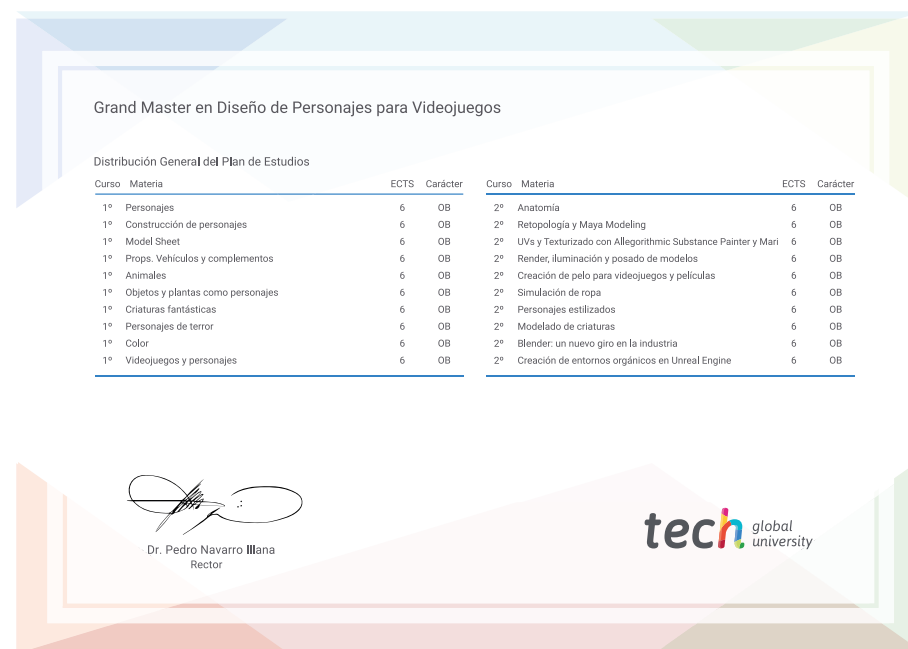 Grand Master en Diseño de Personajes para Videojuegos
Distribución General del Plan de Estudios
Curso Materia ECTS Carácter
1º Personajes 6 OB
1º Construcción de personajes 6 OB
1º Model Sheet 6 OB
1º Props. Vehículos y complementos 6 OB
1º Animales 6 OB
1º Objetos y plantas como personajes 6 OB
1º Criaturas fantásticas 6 OB
1º Personajes de terror 6 OB
1º Color 6 OB
1º Videojuegos y personajes 6 OB
Curso Materia ECTS Carácter
2º Anatomía 6 OB
2º Retopología y Maya Modeling 6 OB
2º UVs y Texturizado con Allegorithmic Substance Painter y Mari 6 OB
2º Render, iluminación y posado de modelos 6 OB
2º Creación de pelo para videojuegos y películas 6 OB
2º Simulación de ropa 6 OB
2º Personajes estilizados 6 OB
2º Modelado de criaturas 6 OB
2º Blender: un nuevo giro en la industria 6 OB
2º Creación de entornos orgánicos en Unreal Engine 6 OB
Dr. Pedro Navarro Illana
Rector
tech global
university